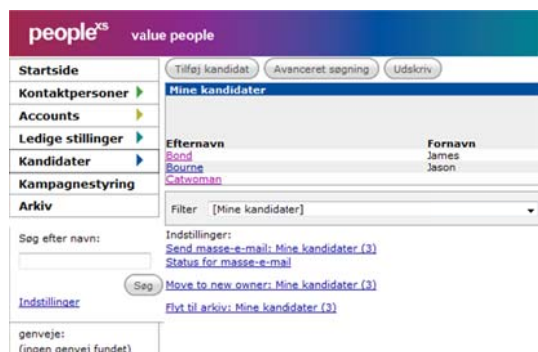 peoplexs value people
Startside
Kontaktpersoner
Accounts
Ledige stillinger
Kandidater
Kampagnestyring
Arkiv
Søg efter navn:
Søg
Indstillinger
genveje:
(ingen genvej fundet)
Tilføj kandidat Avanceret søgning Udskriv
Mine kandidater
Efternavn Fornavn
Bond James
Bourne Jason
Catwoman
Filter [Mine kandidater]
Indstillinger:
Send masse-e-mail: Mine kandidater (3)
Status for masse-e-mail
Move to new owner: Mine kandidater (3)
Flyt til arkiv: Mine kandidater (3)